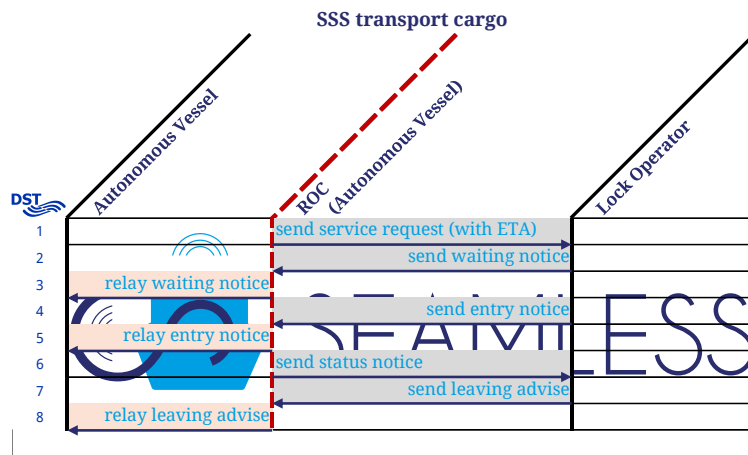 SSS transport cargo
Autonomous Vessel
ROC
(Autonomous Vessel)
Lock Operator
DST
1
send service request (with ETA)
2
send waiting notice
3
relay waiting notice
4
send entry notice
5
relay entry notice
SEAMLESS
6
send status notice
7
send leaving advise
8
relay leaving advise